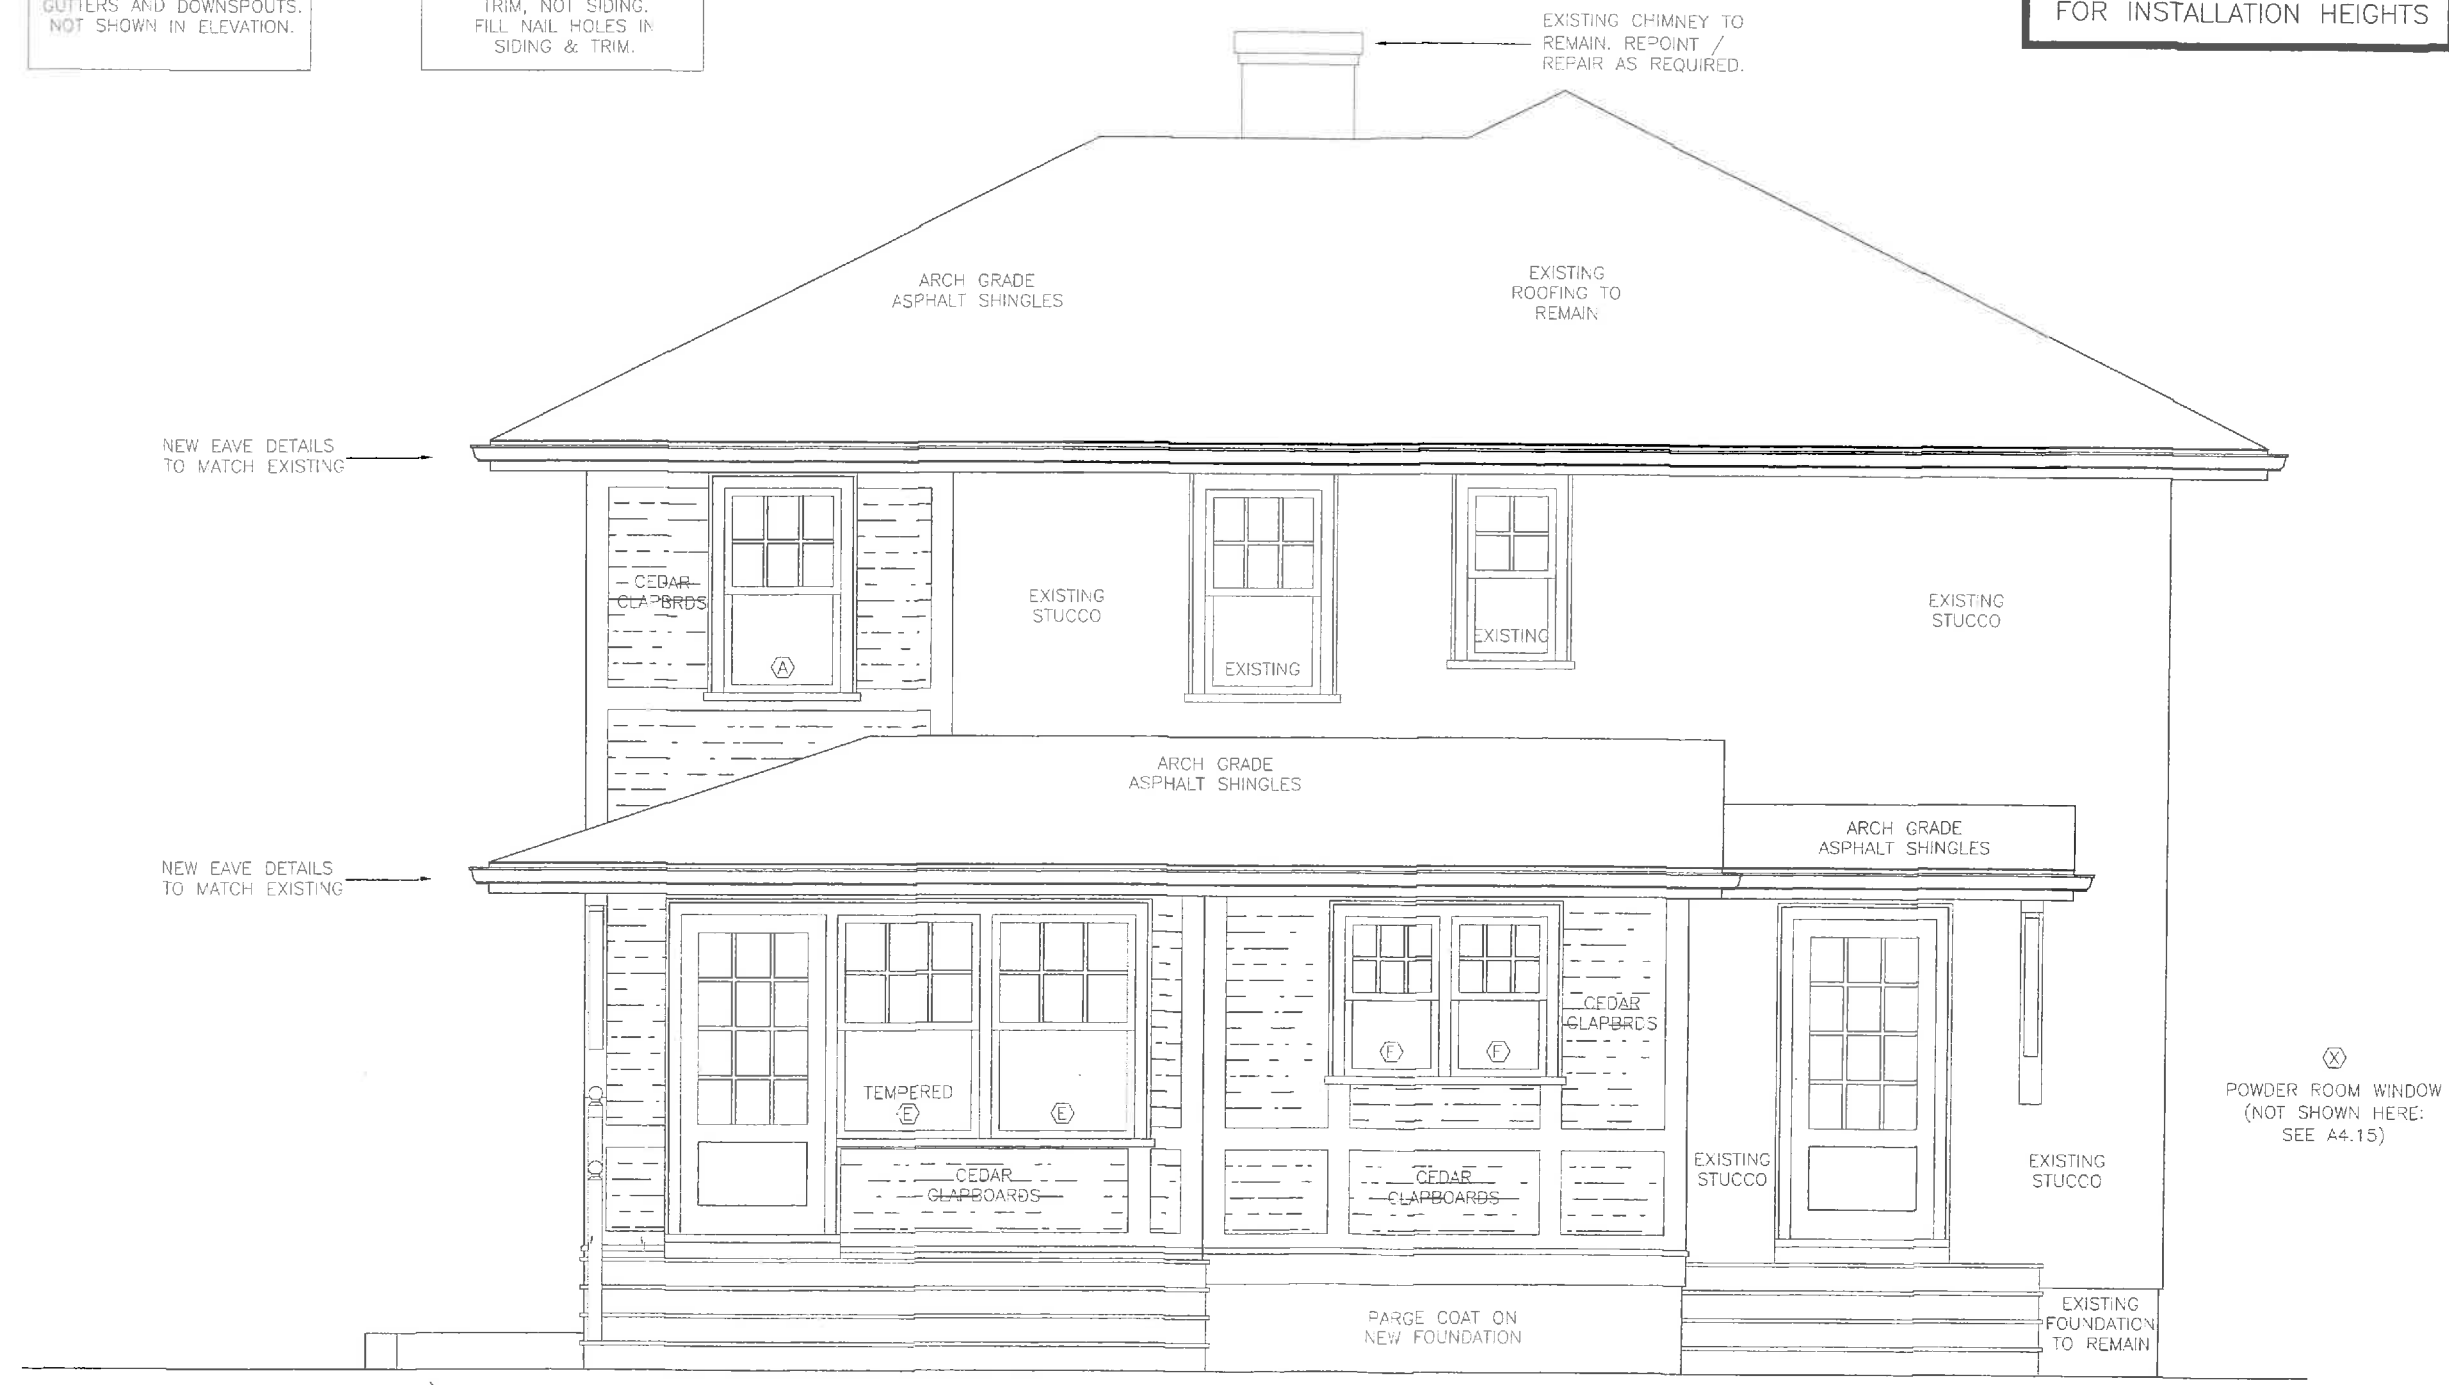 GUTTERS AND DOWNSPOUTS.
NOT SHOWN IN ELEVATION.
TRIM, NOT SIDING.
FILL NAIL HOLES IN
SIDING & TRIM.
EXISTING CHIMNEY TO
REMAIN. REPOINT /
REPAIR AS REQUIRED.
FOR INSTALLATION HEIGHTS
ARCH GRADE
ASPHALT SHINGLES
EXISTING
ROOFING TO
REMAIN
NEW EAVE DETAILS
TO MATCH EXISTING
CEDAR
CLAPBRDS
A
EXISTING
STUCCO
EXISTING
EXISTING
EXISTING
STUCCO
ARCH GRADE
ASPHALT SHINGLES
ARCH GRADE
ASPHALT SHINGLES
NEW EAVE DETAILS
TO MATCH EXISTING
TEMPERED
E
E
F
F
CEDAR
CLAPBRDS
X
POWDER ROOM WINDOW
(NOT SHOWN HERE:
SEE A4.15)
CEDAR
CLAPBOARDS
CEDAR
CLAPBOARDS
EXISTING
STUCCO
EXISTING
STUCCO
PARGE COAT ON
NEW FOUNDATION
EXISTING
FOUNDATION
TO REMAIN